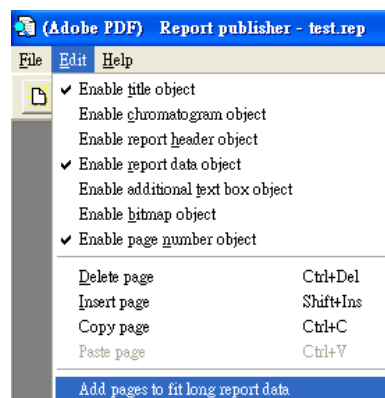 (Adobe PDF) Report publisher - test.rep
File Edit Help
Enable title object
Enable chromatogram object
Enable report header object
Enable report data object
Enable additional text box object
Enable bitmap object
Enable page number object
Delete page Ctrl+Del
Insert page Shift+Ins
Copy page Ctrl+C
Paste page Ctrl+V
Add pages to fit long report data